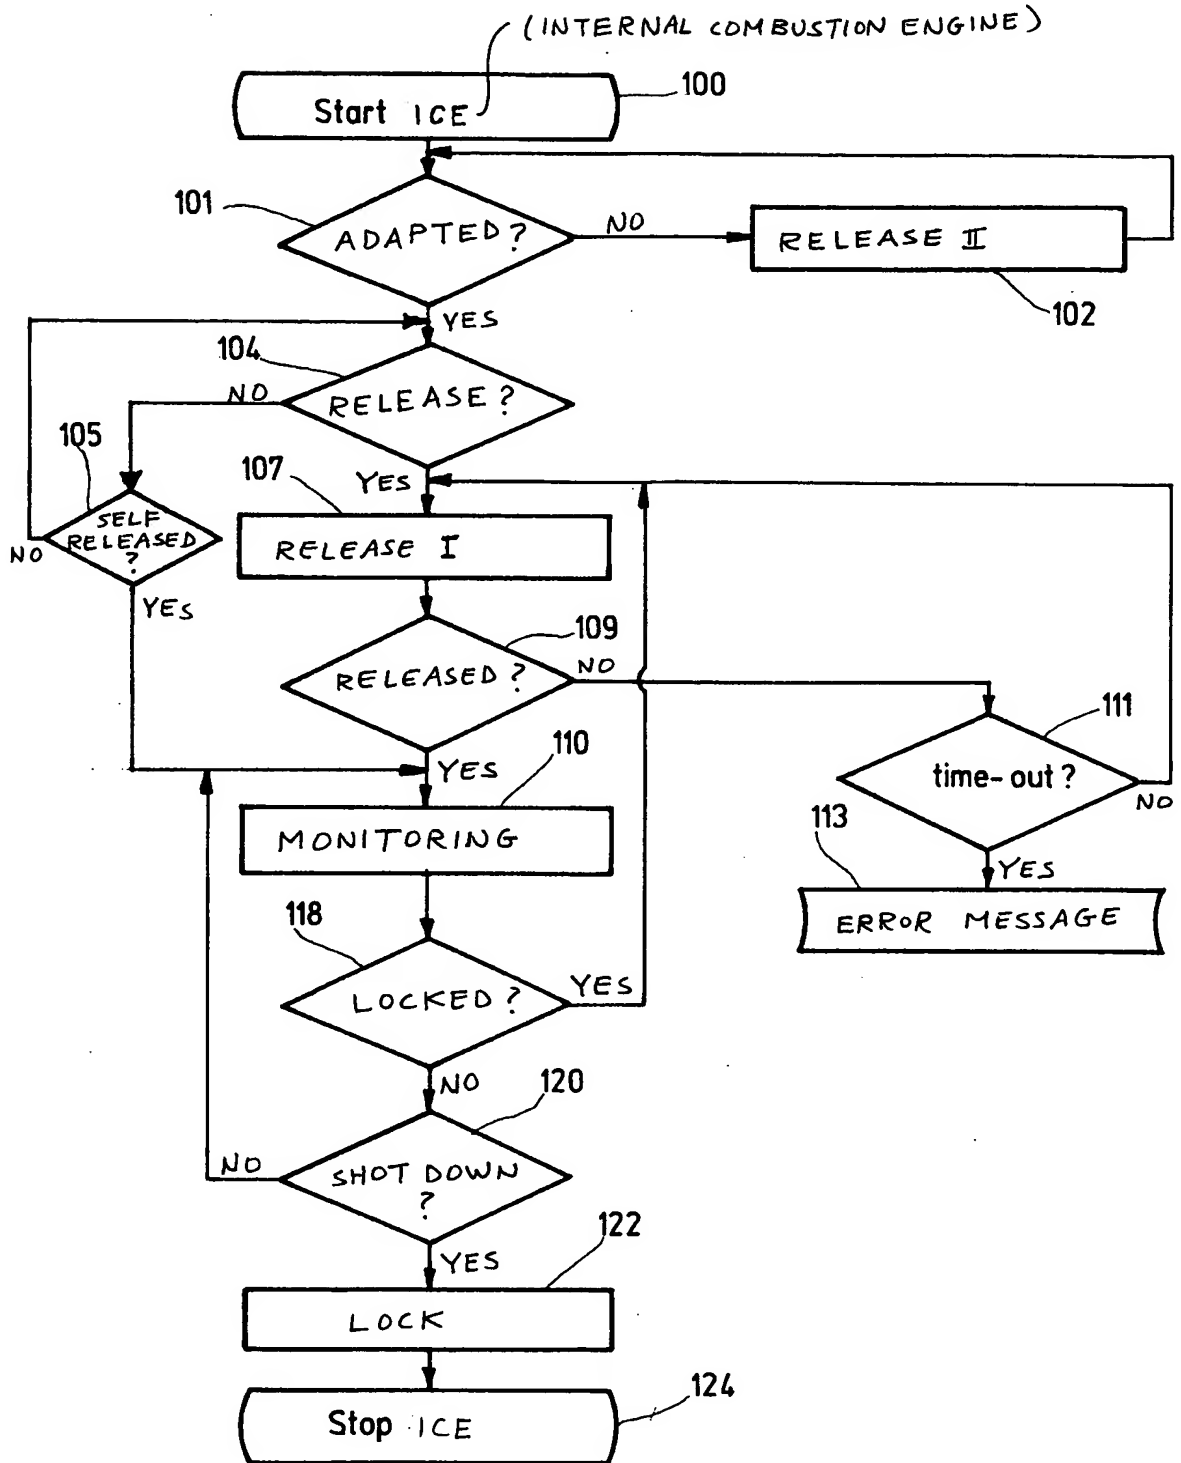 (INTERNAL COMBUSTION ENGINE)
100
Start ICE
101
ADAPTED?
NO
RELEASE II
102
YES
104
RELEASE?
NO
105
SELF
RELEASED
?
NO
YES
YES
107
RELEASE I
109
RELEASED?
NO
111
time-out?
NO
YES
110
MONITORING
113
YES
ERROR MESSAGE
118
LOCKED?
YES
NO
120
SHOT DOWN
?
NO
YES
122
LOCK
124
Stop ICE